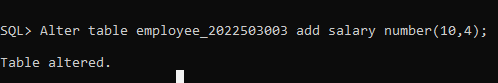 SQL> Alter table employee_2022503003 add salary number(10,4);
Table altered.